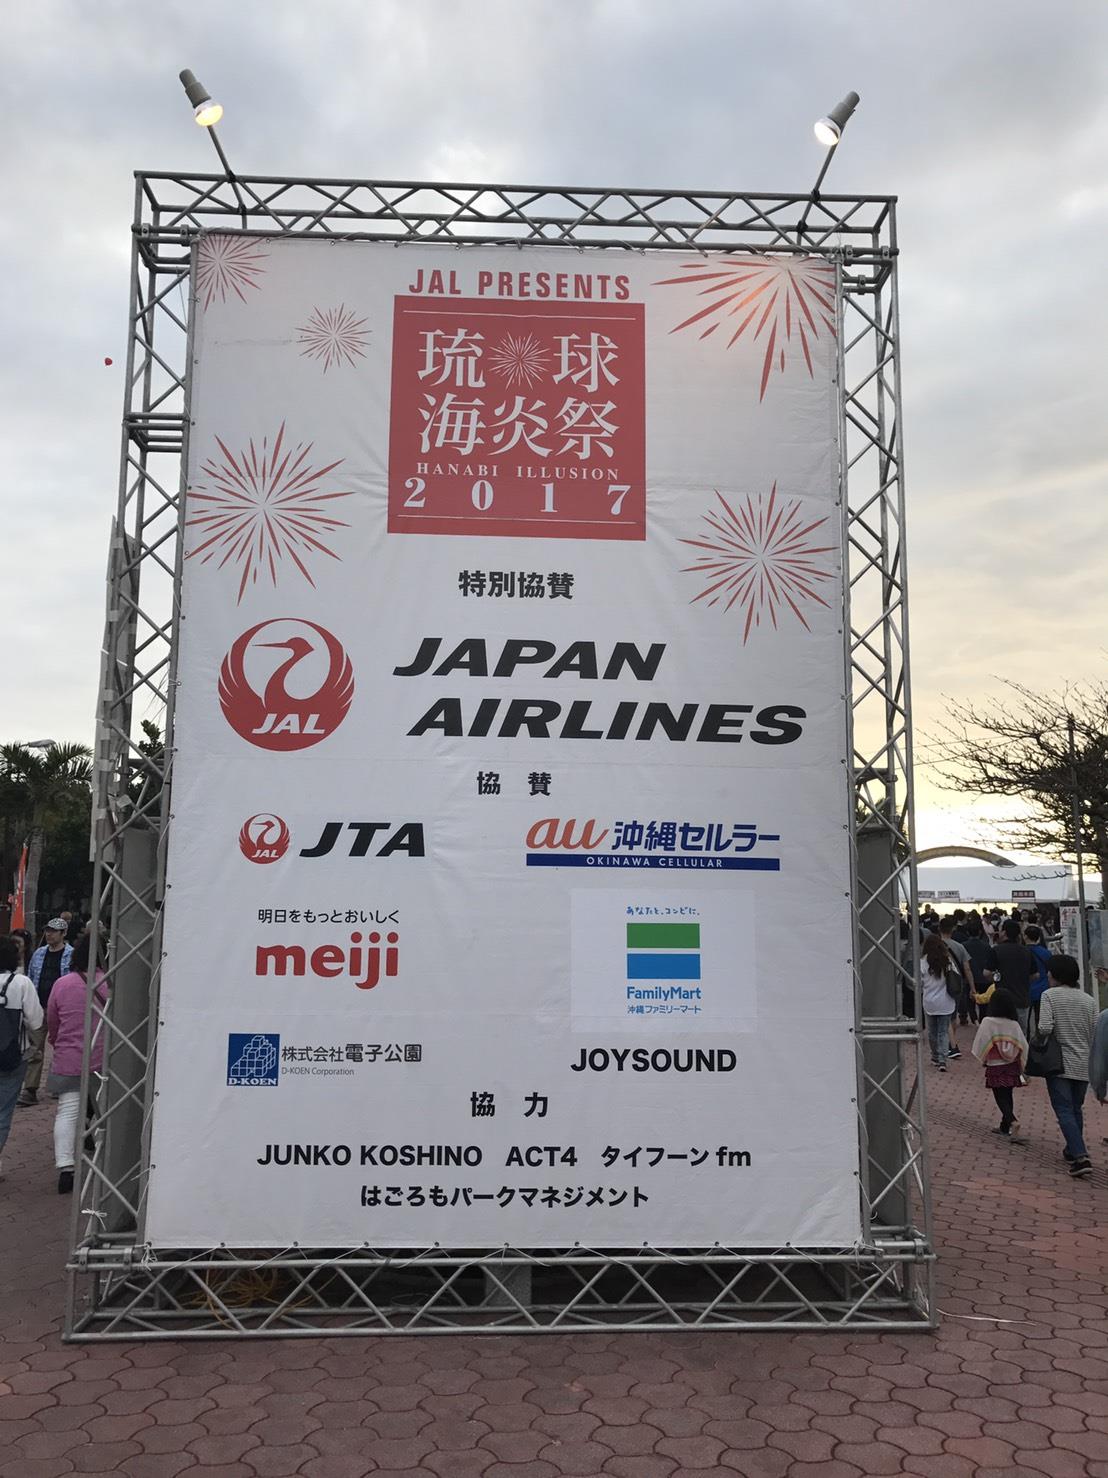 JAL PRESENTS
琉球
海炎祭
HANABI ILLUSION
2017
特別協賛
JAL
JAPAN
AIRLINES
協賛
JAL
JTA
au 沖縄セルラー
OKINAWA CELLULAR
明日をもっとおいしく
meiji
あなたと、コンビに、
FamilyMart
沖縄ファミリーマート
D-KOEN
株式会社電子公園
D-KOEN Corporation
JOYSOUND
協力
JUNKO KOSHINO ACT4 タイフーンfm
はごろもパークマネジメント